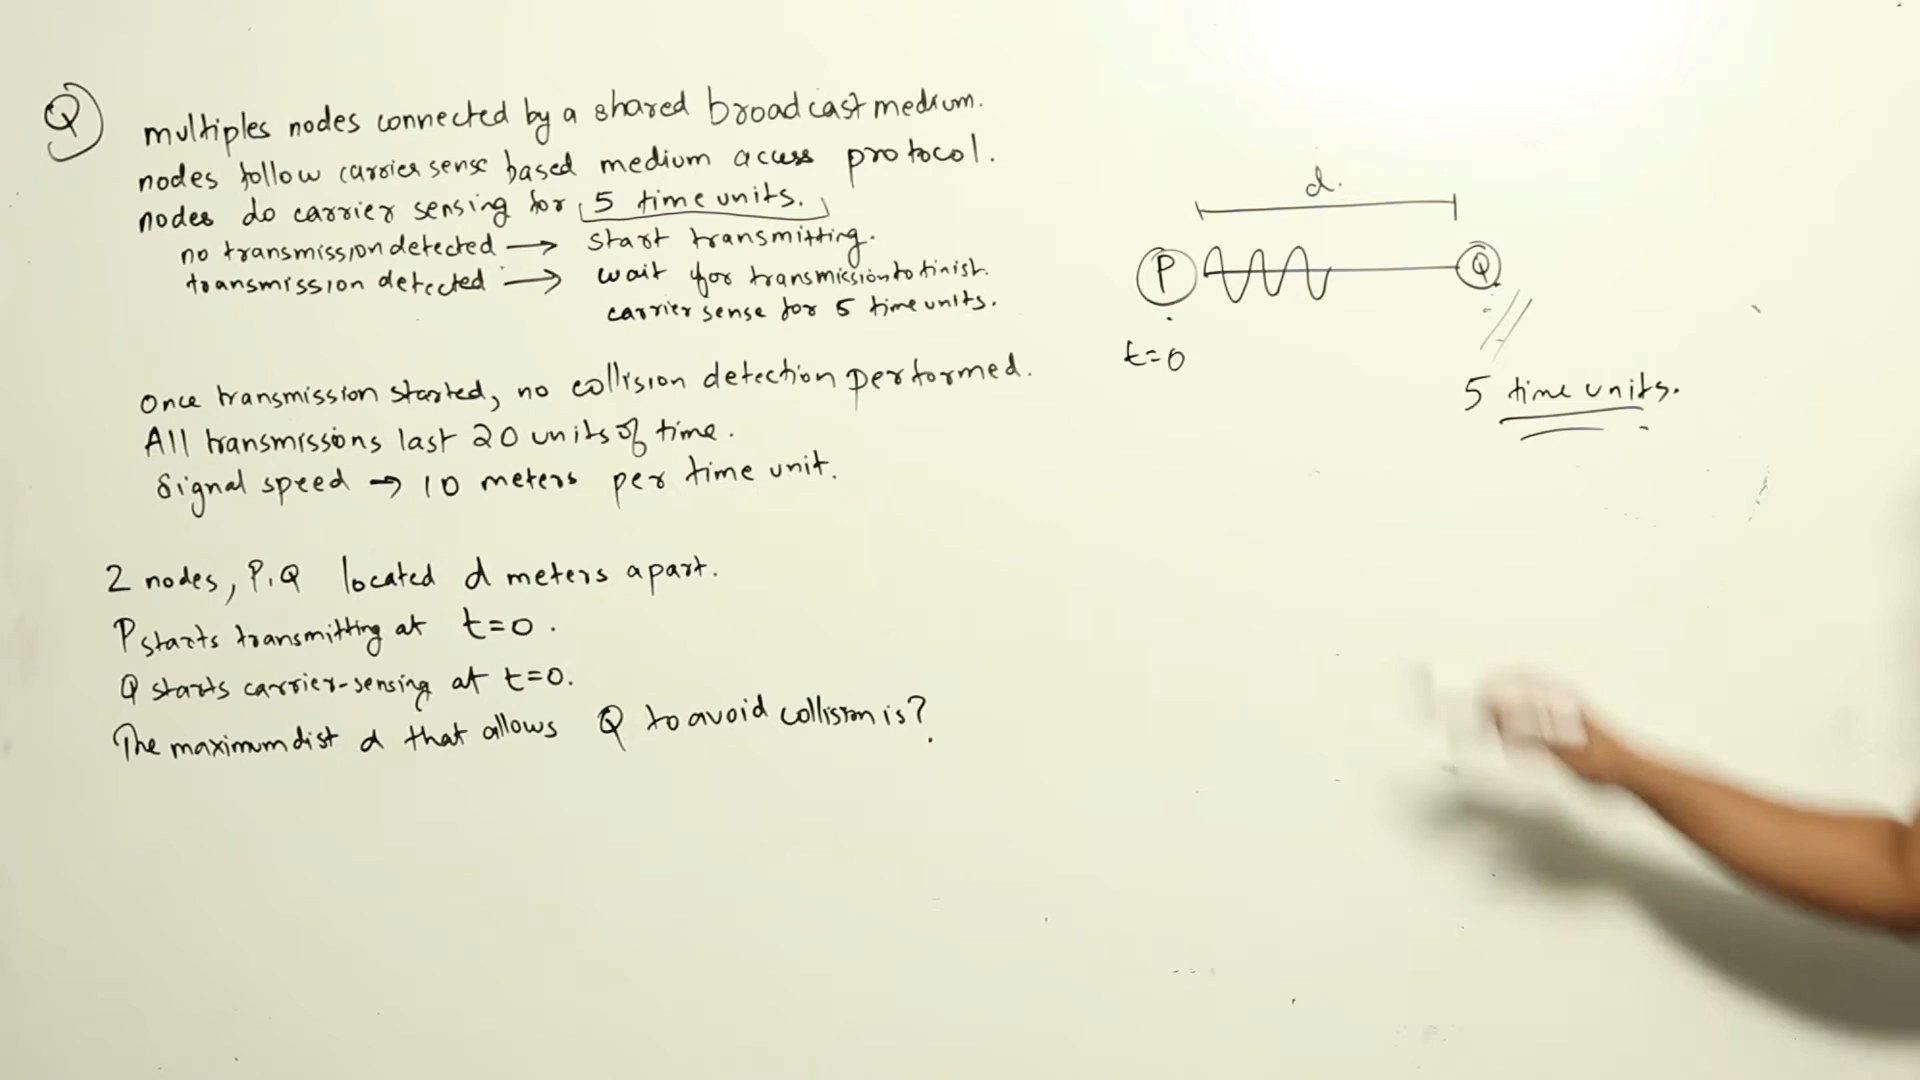 Q
multiples nodes connected by a shared broadcast medium.
nodes follow carrier sense based medium access protocol.
nodes do carrier sensing for 5 time units.
no transmission detected → start transmitting.
transmission detected → wait for transmission to finish.
carrier sense for 5 time units.
Once transmission started, no collision detection performed.
All transmissions last 20 units of time.
Signal speed → 10 meters per time unit.
2 nodes, P, Q located d meters apart.
P starts transmitting at t=0.
Q starts carrier-sensing at t=0.
The maximum dist d that allows Q to avoid collision is?
d.
P
Q
t=0
5 time units.